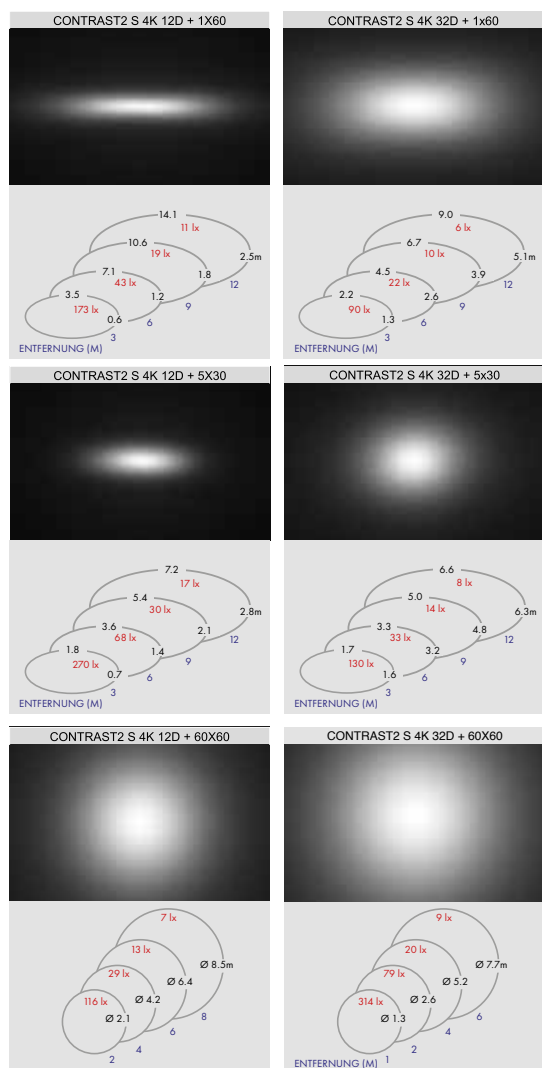 CONTRAST2 S 4K 12D + 1X60
14.1
11 lx
10.6
19 lx
2.5m
7.1
43 lx
1.8
12
3.5
173 lx
1.2
9
0.6
6
3
ENTFERNUNG (M)
CONTRAST2 S 4K 32D + 1x60
9.0
6 lx
6.7
10 lx
5.1m
4.5
22 lx
3.9
12
2.2
90 lx
2.6
9
1.3
6
3
ENTFERNUNG (M)
CONTRAST2 S 4K 12D + 5X30
7.2
17 lx
5.4
30 lx
2.8m
3.6
68 lx
2.1
12
1.8
270 lx
1.4
9
0.7
6
3
ENTFERNUNG (M)
CONTRAST2 S 4K 32D + 5x30
6.6
8 lx
5.0
14 lx
6.3m
3.3
33 lx
4.8
12
1.7
130 lx
3.2
9
1.6
6
3
ENTFERNUNG (M)
CONTRAST2 S 4K 12D + 60X60
7 lx
13 lx
Ø 8.5m
29 lx
Ø 6.4
116 lx
Ø 4.2
Ø 2.1
8
6
4
2
CONTRAST2 S 4K 32D + 60X60
9 lx
20 lx
Ø 7.7m
79 lx
Ø 5.2
314 lx
Ø 2.6
Ø 1.3
6
4
2
ENTFERNUNG (M) 1